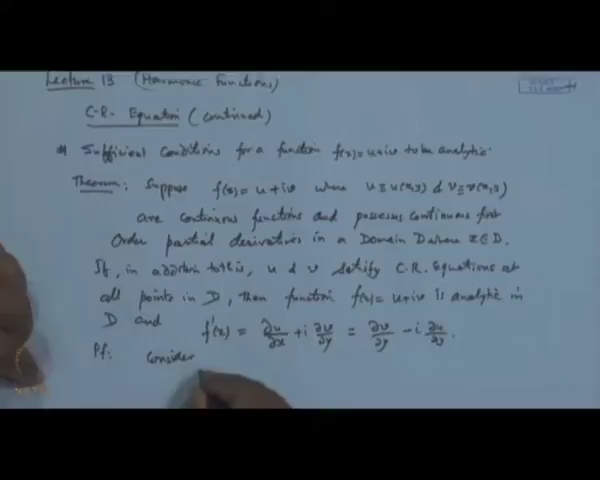 Lecture 13 (Harmonic Functions)
C-R- Equation (continued)
Sufficient Conditions for a function f(z)=u+iv to be analytic.
Theorem: Suppose f(z)= u+iv where u≡u(x,y) & v≡v(x,y)
are continuous functions and possesses continuous first
order partial derivatives in a Domain D where z∈D.
If, in addition to this, u & v satisfy C.R. Equations at
all points in D, then function f(z)=u+iv is analytic in
D and f'(z) = ∂u/∂x + i ∂v/∂y = ∂v/∂y - i ∂u/∂y.
Pf: Consider